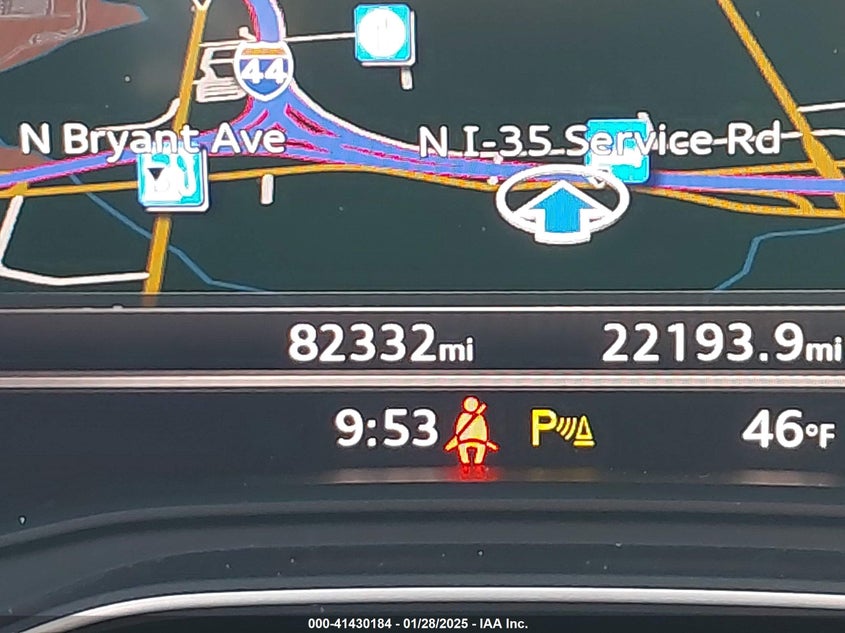 44
N Bryant Ave
N I-35 Service Rd
82332mi
22193.9mi
9:53
P
46°F
000-41430184 - 01/28/2025 - IAA Inc.